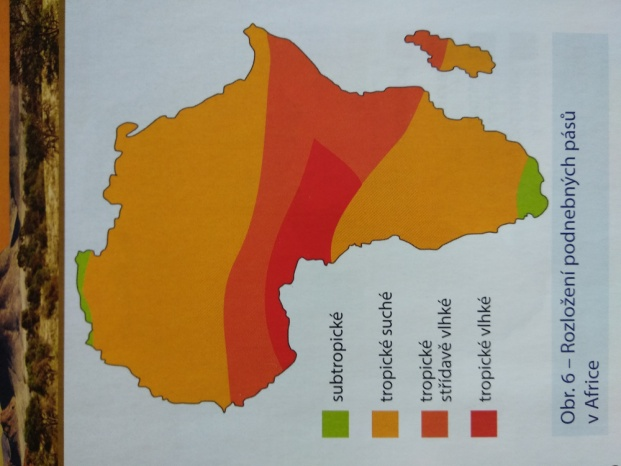 subtropické
tropické suché
tropické
střídavě vlhké
tropické vlhké
Obr. 6 – Rozložení podnebných pásů
v Africe